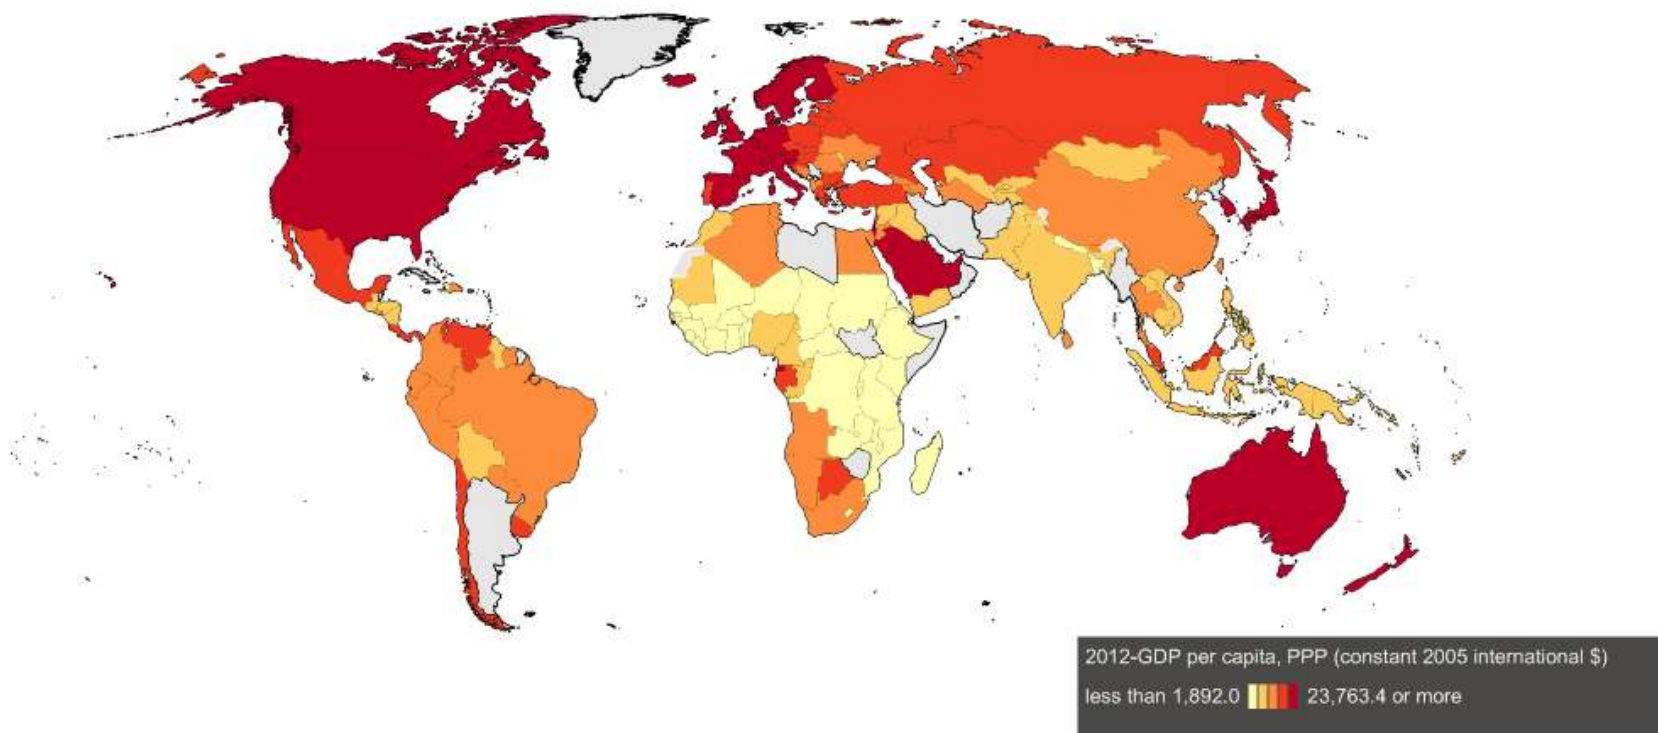 2012-GDP per capita, PPP (constant 2005 international $)
less than 1,892.0 23,763.4 or more